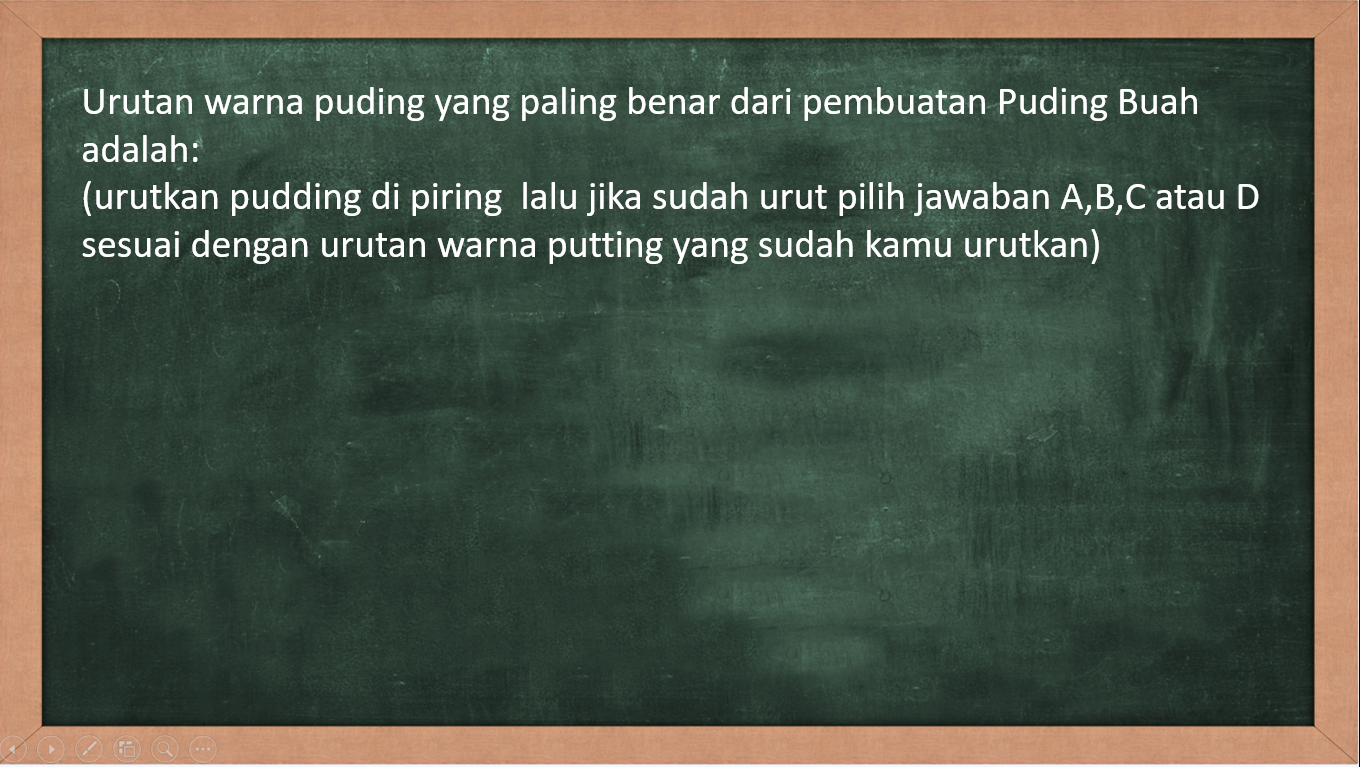 Urutan warna puding yang paling benar dari pembuatan Puding Buah
adalah:
(urutkan pudding di piring  lalu jika sudah urut pilih jawaban A,B,C atau D
sesuai dengan urutan warna putting yang sudah kamu urutkan)